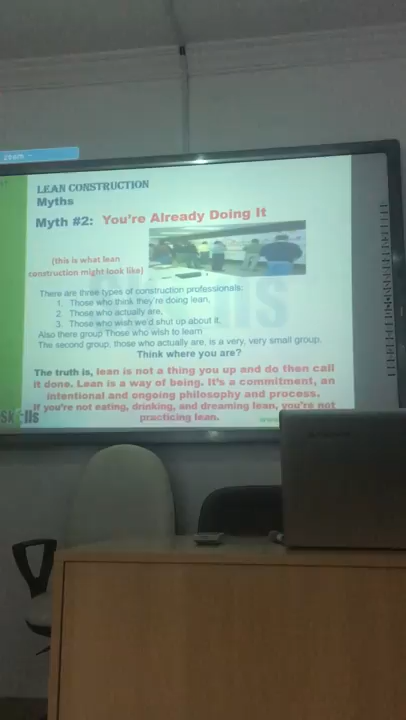 LEAN CONSTRUCTION
Myths
Myth #2: You're Already Doing It
(this is what lean
construction might look like)
There are three types of construction professionals:
1. Those who think they're doing lean,
2. Those who actually are,
3. Those who wish we'd shut up about it,
Also there group Those who wish to learn
The second group, those who actually are, is a very, very small group.
Think where you are?
The truth is, lean is not a thing you up and do then call
it done. Lean is a way of being. It's a commitment, an
intentional and ongoing philosophy and process.
If you're not eating, drinking, and dreaming lean, you're not
practicing lean.
Skills